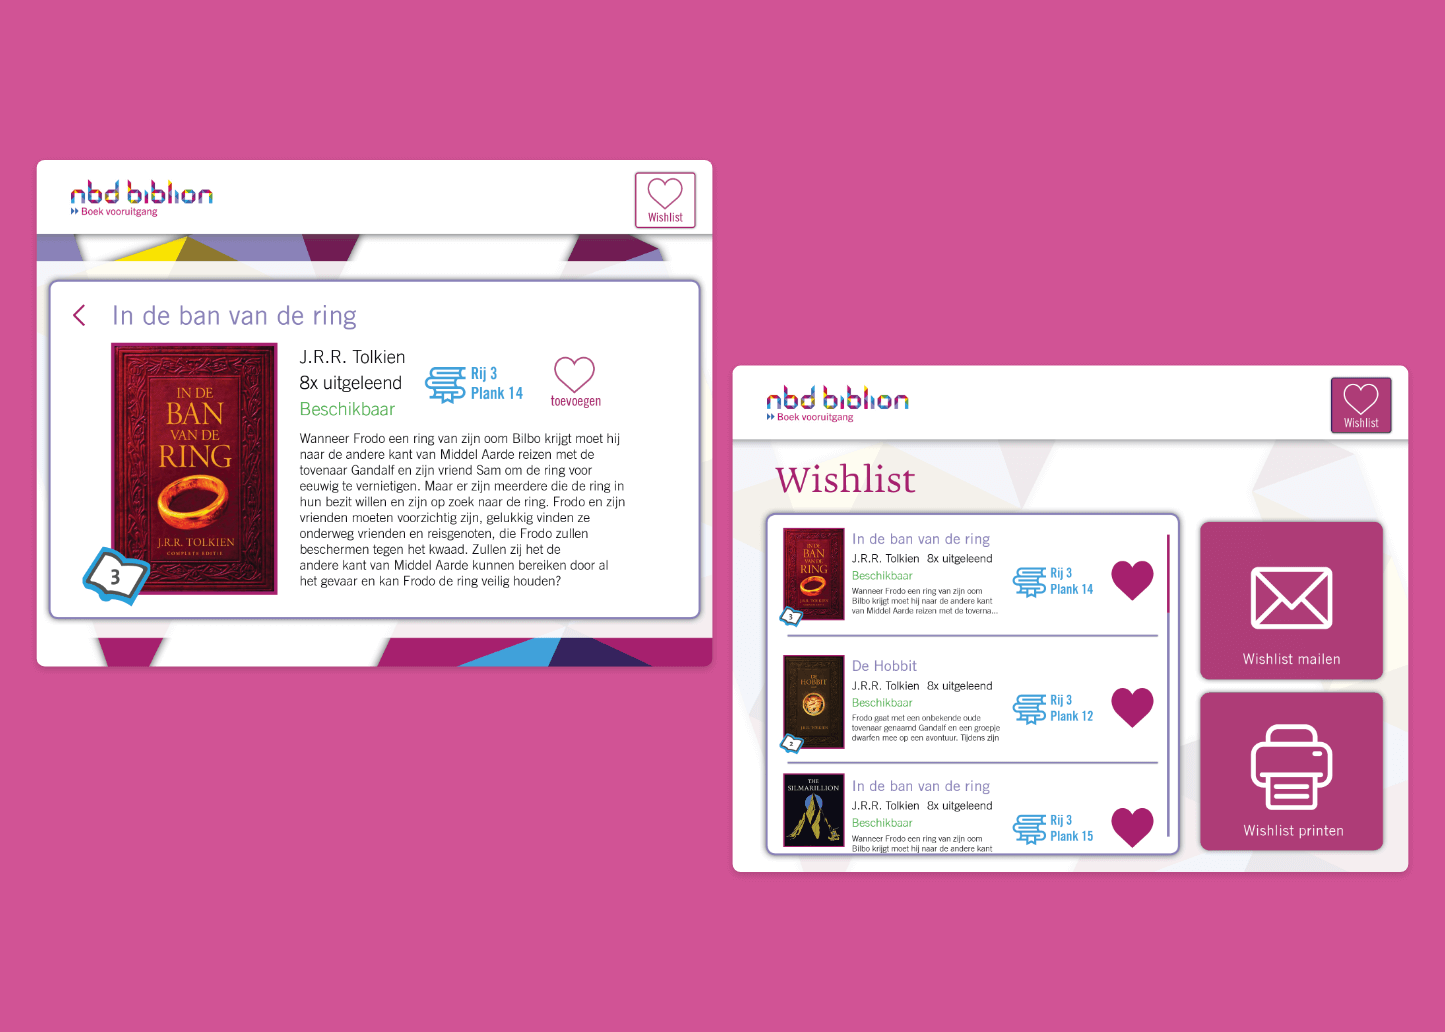 nbd biblion
Boek vooruitgang
Wishlist
In de ban van de ring
IN DE
BAN
VAN DE
RING
J.R.R. TOLKIEN
COMPLETE EDITIE
3
J.R.R. Tolkien
8x uitgeleend
Beschikbaar
Rij 3
Plank 14
toevoegen
Wanneer Frodo een ring van zijn oom Bilbo krijgt moet hij
naar de andere kant van Middel Aarde reizen met de
tovenaar Gandalf en zijn vriend Sam om de ring voor
eeuwig te vernietigen. Maar er zijn meerdere die de ring in
hun bezit willen en zijn op zoek naar de ring. Frodo en zijn
vrienden moeten voorzichtig zijn, gelukkig vinden ze
onderweg vrienden en reisgenoten, die Frodo zullen
beschermen tegen het kwaad. Zullen zij het de
andere kant van Middel Aarde kunnen bereiken door al
het gevaar en kan Frodo de ring veilig houden?
nbd biblion
Boek vooruitgang
Wishlist
Wishlist
IN DE
BAN
VAN DE
RING
J.R.R. TOLKIEN
3
In de ban van de ring
J.R.R. Tolkien 8x uitgeleend
Beschikbaar
Wanneer Frodo een ring van zijn oom
Bilbo krijgt moet hij naar de andere kant
van Middel Aarde reizen met de toverna...
Rij 3
Plank 14
DE
HOBBIT
J.R.R. TOLKIEN
2
De Hobbit
J.R.R. Tolkien 8x uitgeleend
Beschikbaar
Frodo gaat met een onbekende oude
tovenaar genaamd Gandalf en een groepje
dwarfen mee op een avontuur. Tijdens zijn
Rij 3
Plank 12
THE
SILMARILLION
In de ban van de ring
J.R.R. Tolkien 8x uitgeleend
Beschikbaar
Wanneer Frodo een ring van zijn oom
Bilbo krijgt moet hij naar de andere kant
Rij 3
Plank 15
Wishlist mailen
Wishlist printen